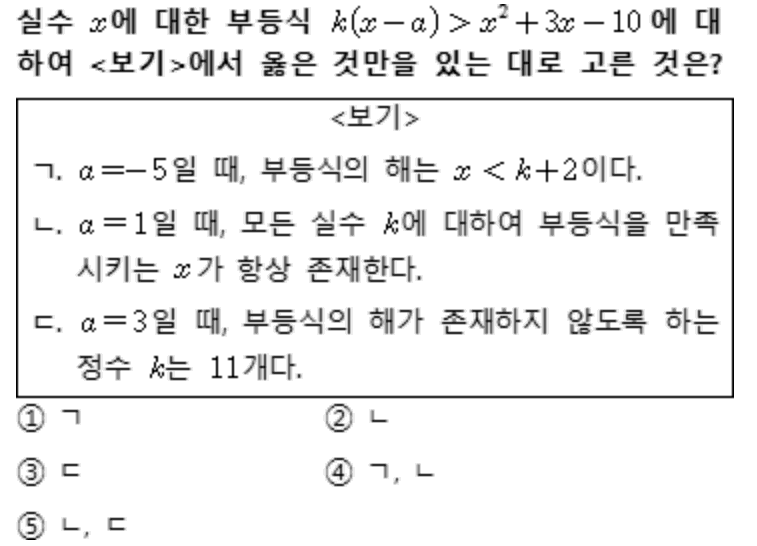 실수 x에 대한 부등식 k(x-a) > x²+3x-10 에 대
하여 <보기>에서 옳은 것만을 있는 대로 고른 것은?
<보기>
ㄱ. a=-5일 때, 부등식의 해는 x < k+2이다.
ㄴ. a=1일 때, 모든 실수 k에 대하여 부등식을 만족
시키는 x가 항상 존재한다.
ㄷ. a=3일 때, 부등식의 해가 존재하지 않도록 하는
정수 k는 11개다.
① ㄱ ② ㄴ
③ ㄷ ④ ㄱ, ㄴ
⑤ ㄴ, ㄷ